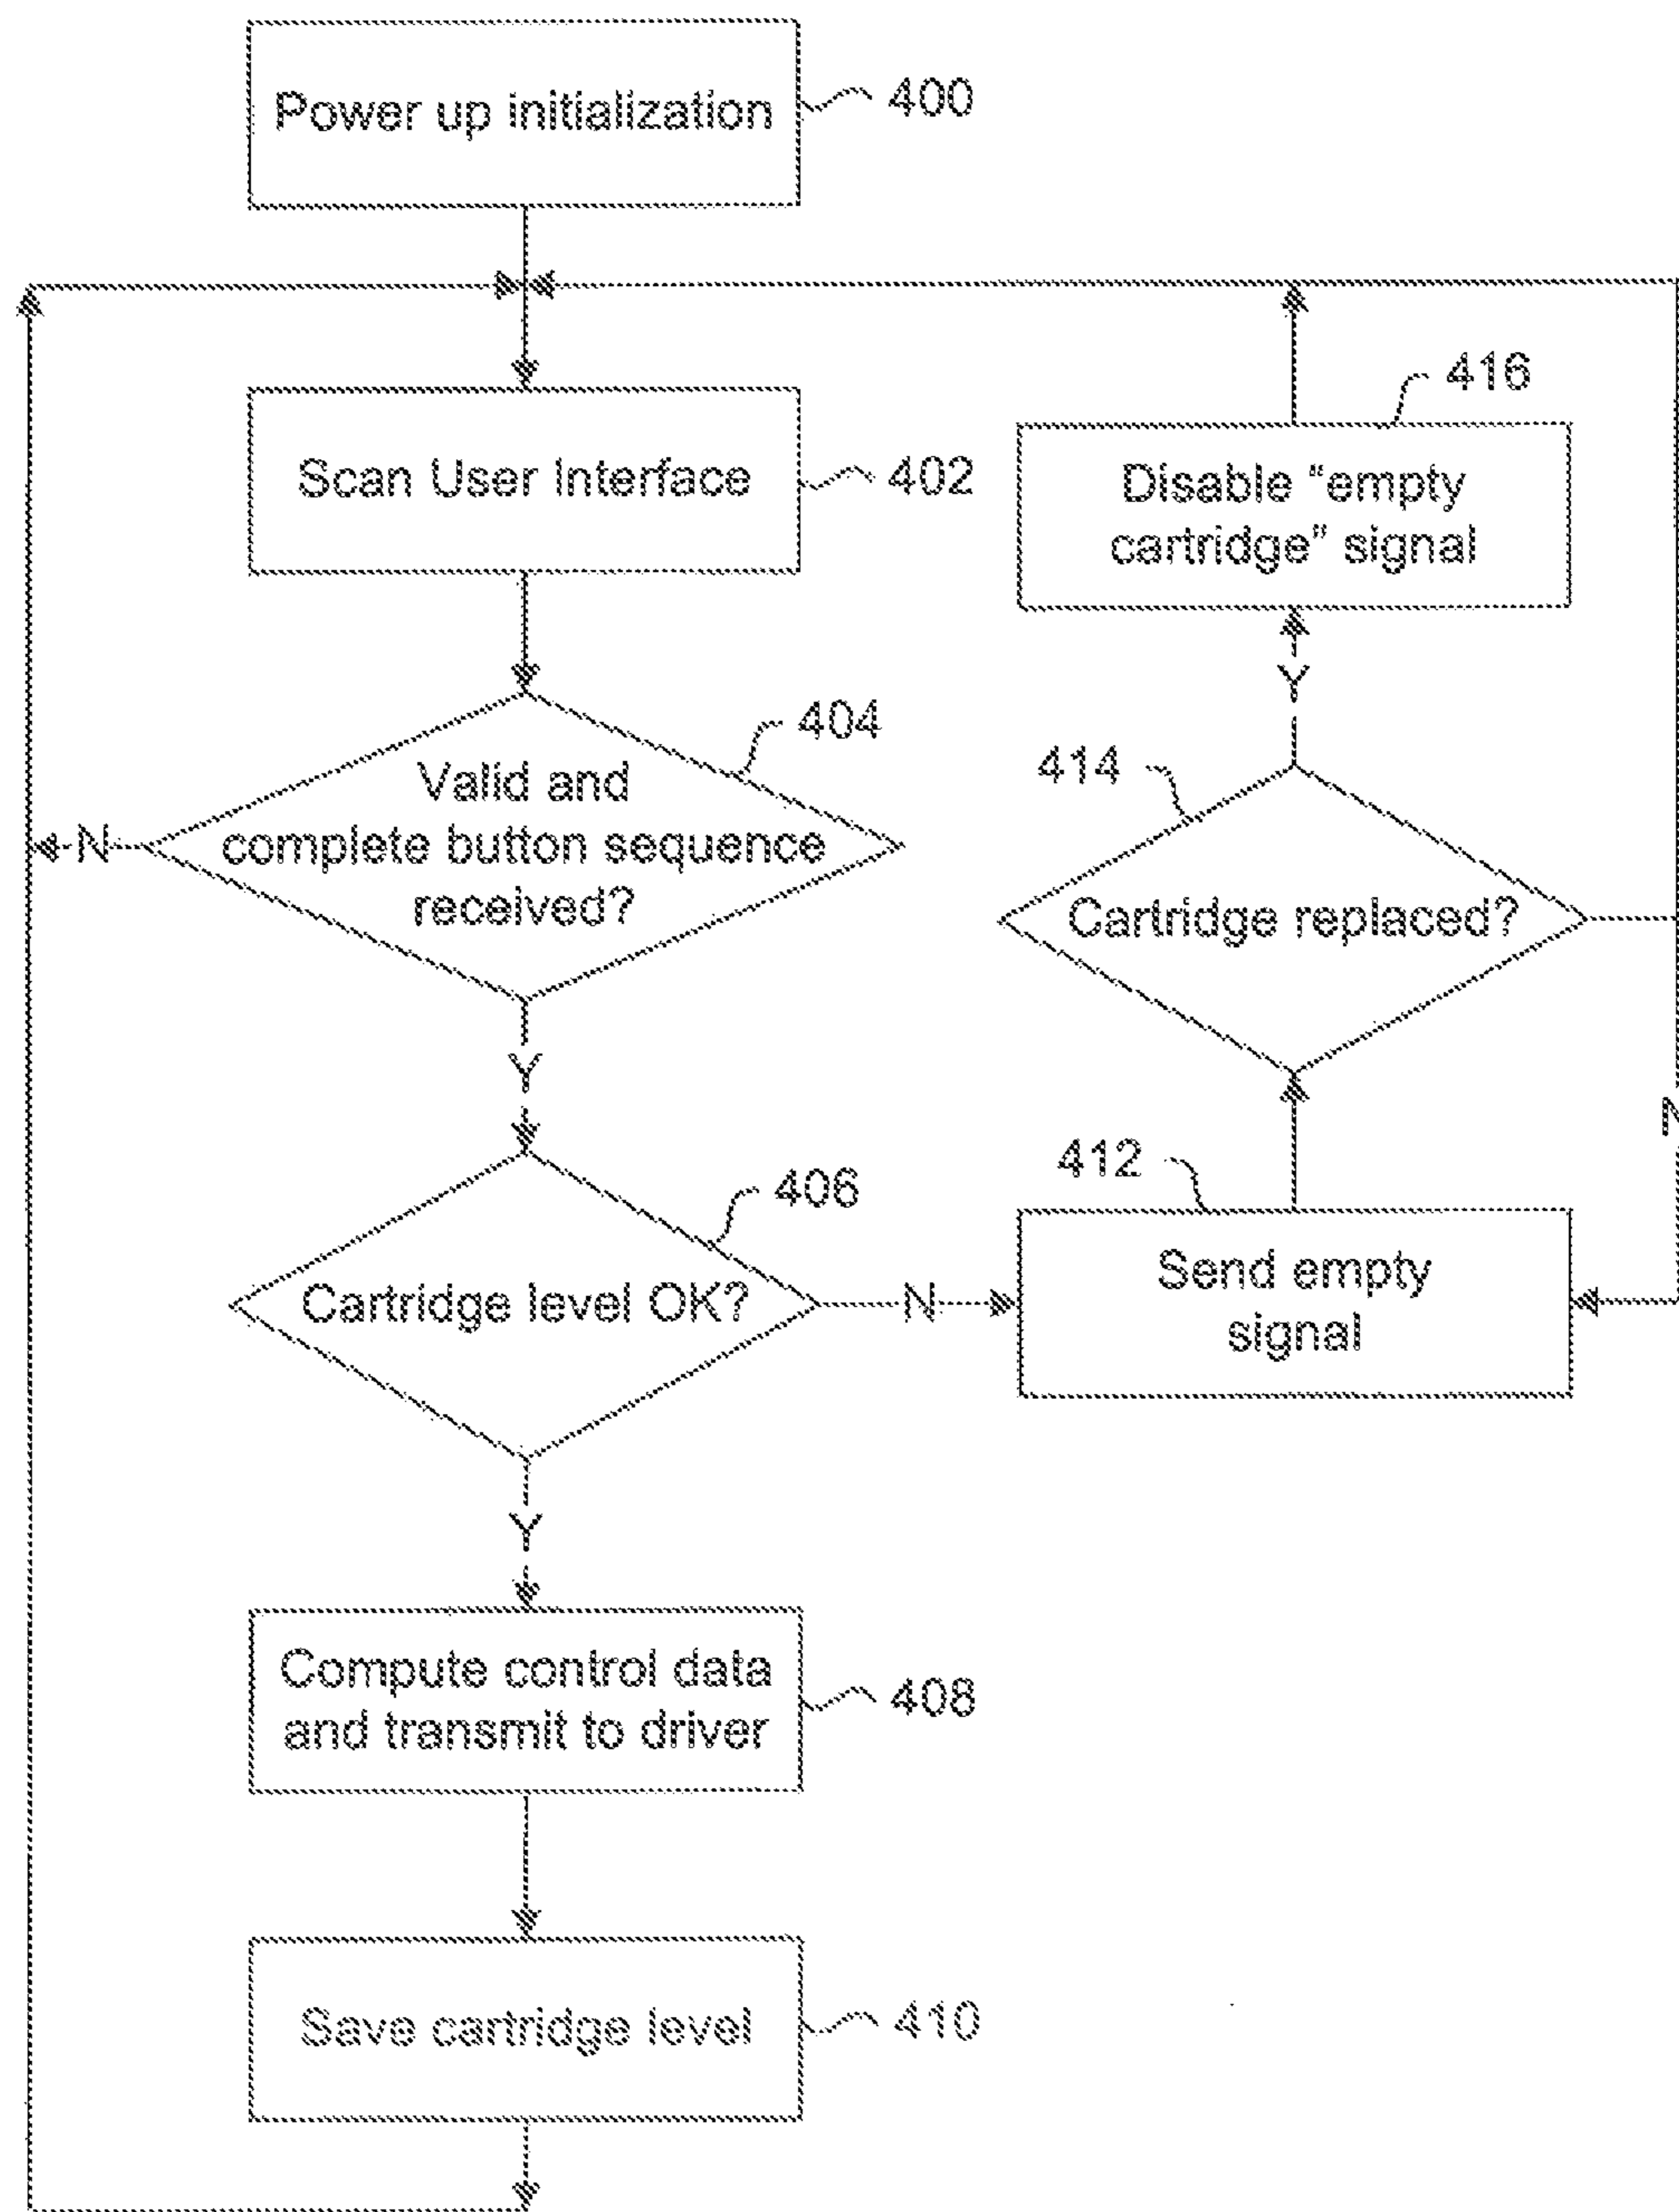 Power up initialization
400
Scan User Interface
402
416
Disable "empty
cartridge" signal
Y
404
Valid and
complete button sequence
received?
N
414
Cartridge replaced?
Y
N
406
Cartridge level OK?
N
412
Send empty
signal
Y
Compute control data
and transmit to driver
408
Save cartridge level
410